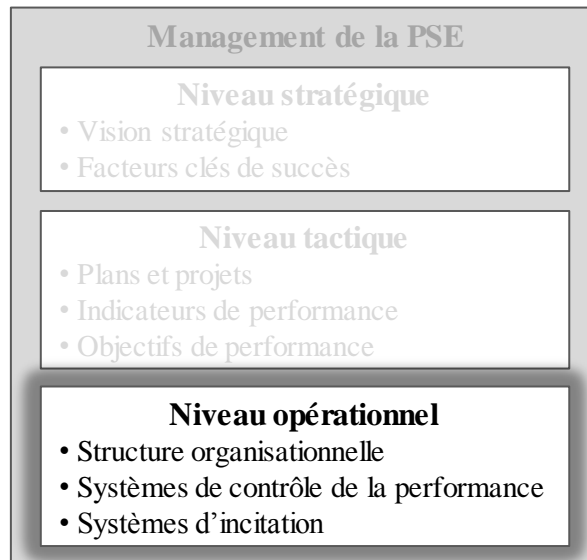 Management de la PSE
Niveau stratégique
• Vision stratégique
• Facteurs clés de succès
Niveau tactique
• Plans et projets
• Indicateurs de performance
• Objectifs de performance
Niveau opérationnel
• Structure organisationnelle
• Systèmes de contrôle de la performance
• Systèmes d’incitation